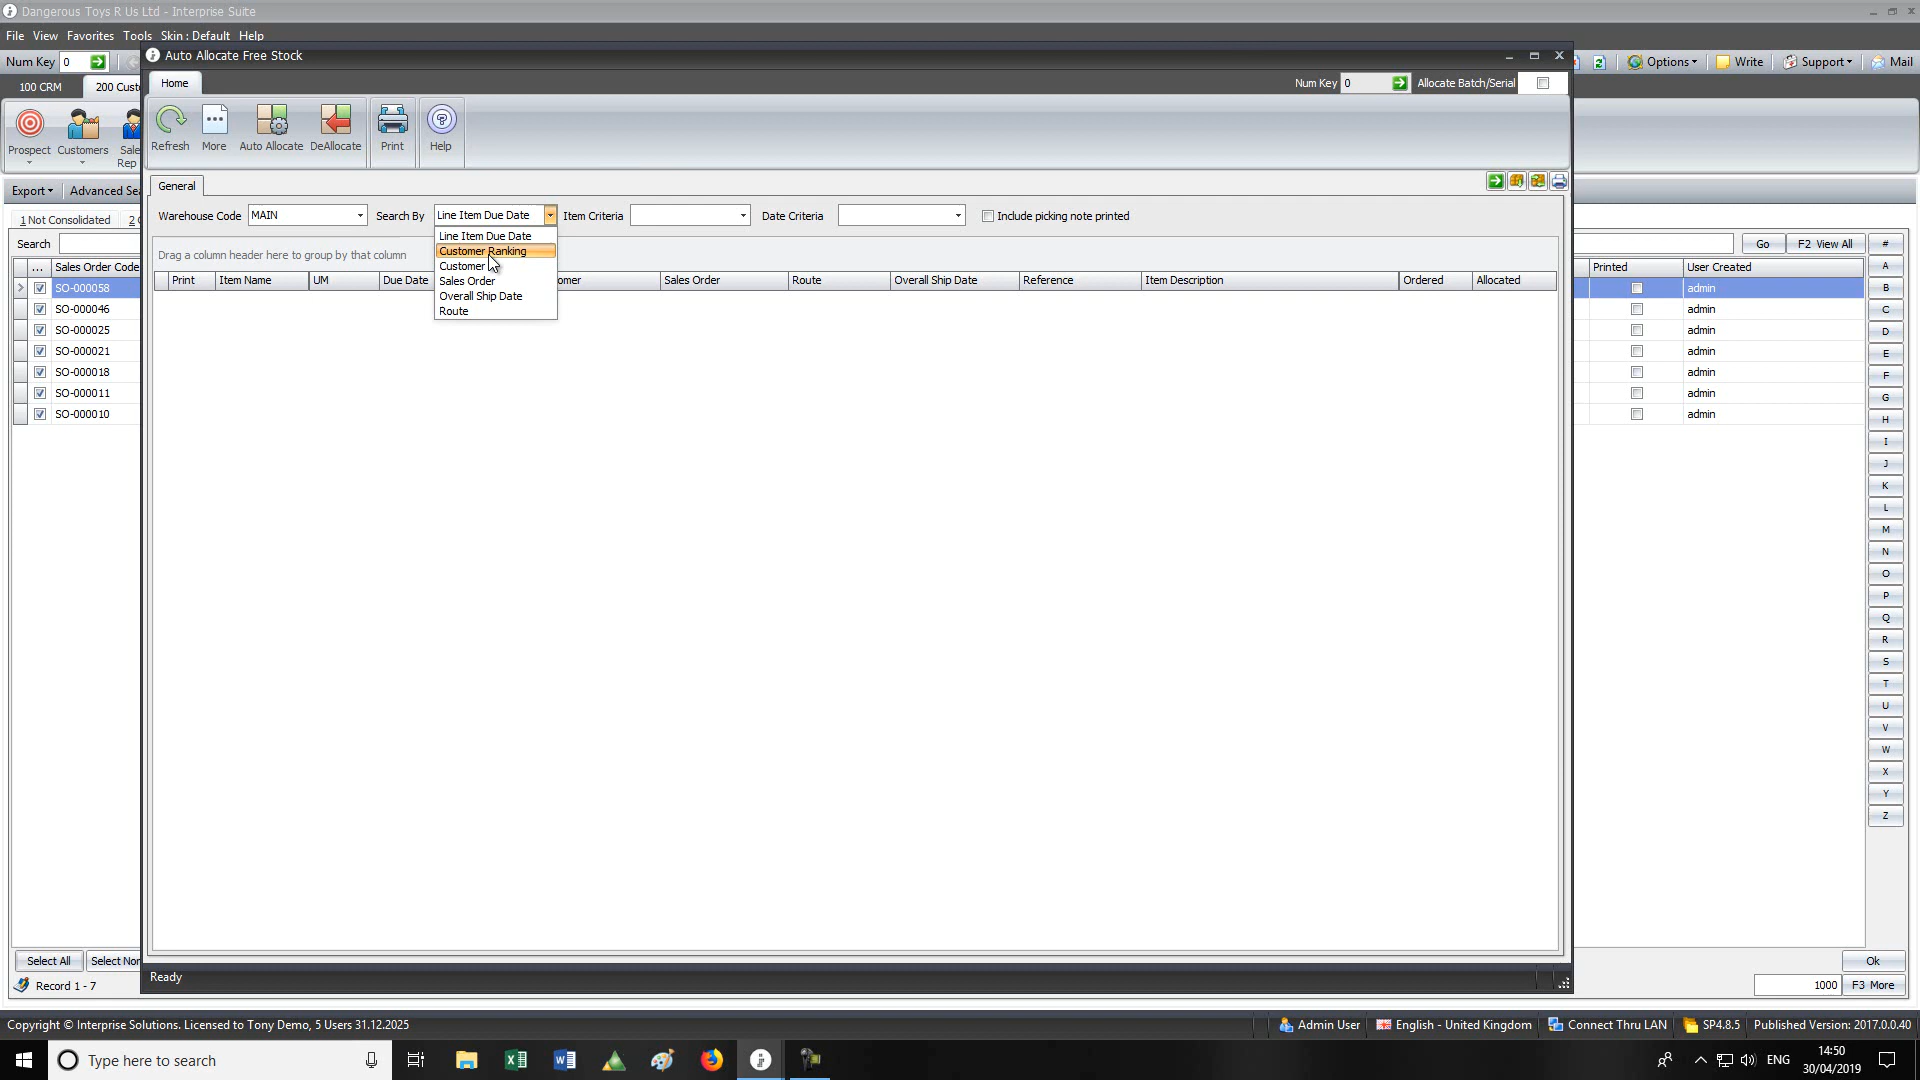 Dangerous Toys R Us Ltd - Interprise Suite
File View Favorites Tools Skin : Default Help
Num Key 0
Options Write Support Mail
100 CRM 200 Cust
Prospect Customers Sale
Rep
Export Advanced Sea
1 Not Consolidated 2
Search
Go F2 View All #
... Sales Order Code
Printed User Created
SO-000058 admin
SO-000046 admin
SO-000025 admin
SO-000021 admin
SO-000018 admin
SO-000011 admin
SO-000010 admin
Auto Allocate Free Stock
Home
Num Key 0 Allocate Batch/Serial
Refresh More Auto Allocate DeAllocate Print Help
General
Warehouse Code MAIN Search By Line Item Due Date Item Criteria Date Criteria Include picking note printed
Line Item Due Date
Customer Ranking
Customer
Sales Order
Overall Ship Date
Route
Drag a column header here to group by that column
Print Item Name UM Due Date omer Sales Order Route Overall Ship Date Reference Item Description Ordered Allocated
Ready
A
B
C
D
E
F
G
H
I
J
K
L
M
N
O
P
Q
R
S
T
U
V
W
X
Y
Z
Select All Select Non
Ok
Record 1 - 7
1000 F3 More
Copyright © Interprise Solutions. Licensed to Tony Demo, 5 Users 31.12.2025
Admin User English - United Kingdom Connect Thru LAN SP4.8.5 Published Version: 2017.0.0.40
Type here to search
ENG
14:50
30/04/2019